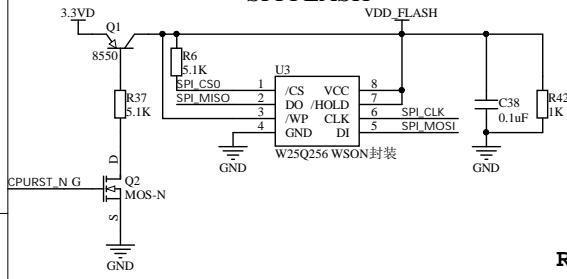 3.3VD
Q1
8550
VDD_FLASH
R6
5.1K
U3
SPI_CS0
1
/CS
VCC
8
SPI_MISO
2
DO
/HOLD
7
3
/WP
CLK
6
SPI_CLK
4
GND
DI
5
SPI_MOSI
W25Q256 WSON封装
GND
C38
0.1uF
R42
1K
GND
R37
5.1K
D
CPURST_N
G
Q2
MOS-N
S
GND
R